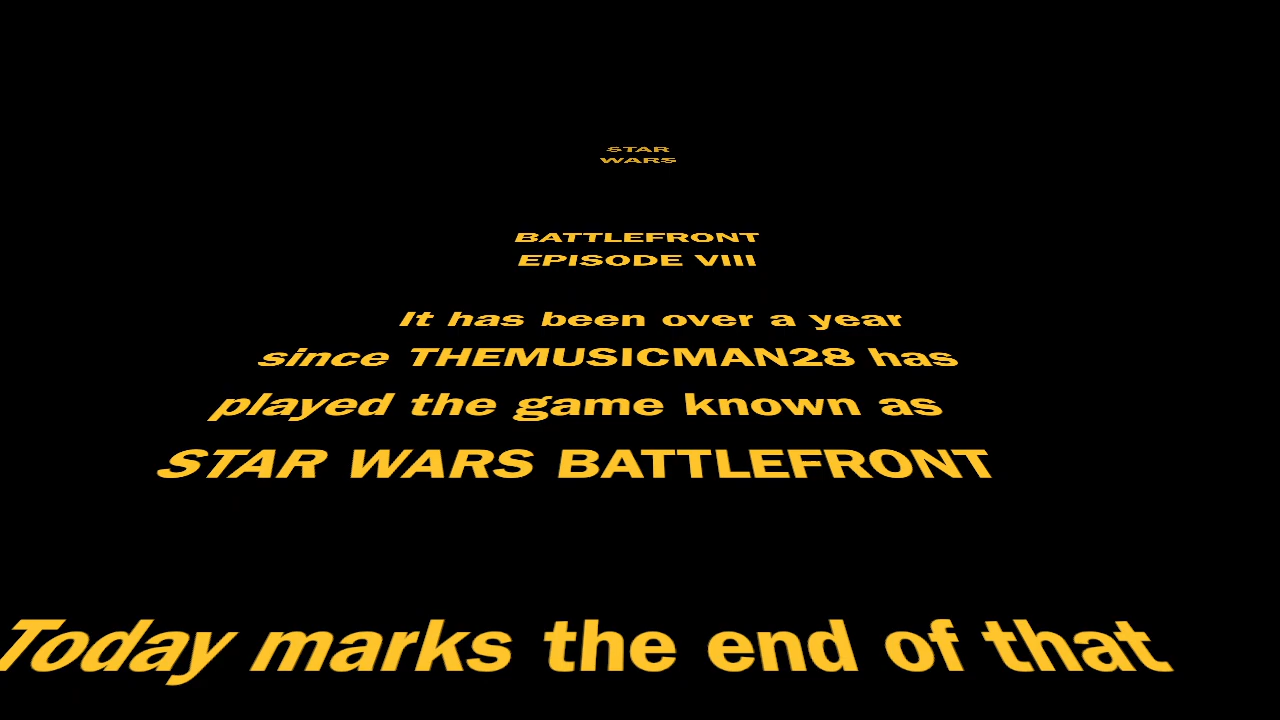 STAR
WARS
BATTLEFRONT
EPISODE VIII
It has been over a year
since THEMUSICMAN28 has
played the game known as
STAR WARS BATTLEFRONT
Today marks the end of that